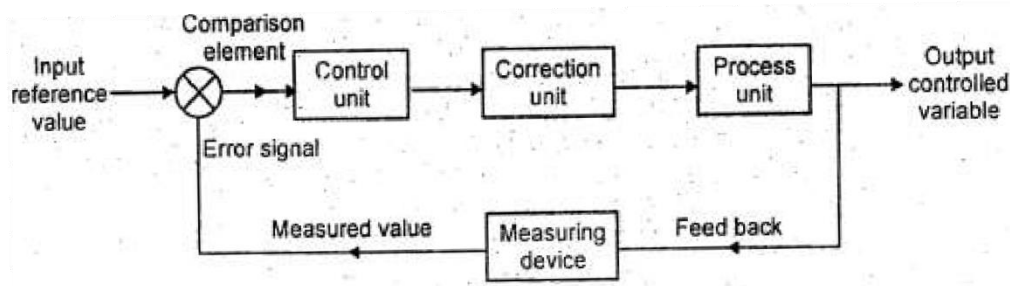 Comparison
element
Input
reference
value
Control
unit
Correction
unit
Process
unit
Output
controlled
variable
Error signal
Measured value
Measuring
device
Feed back